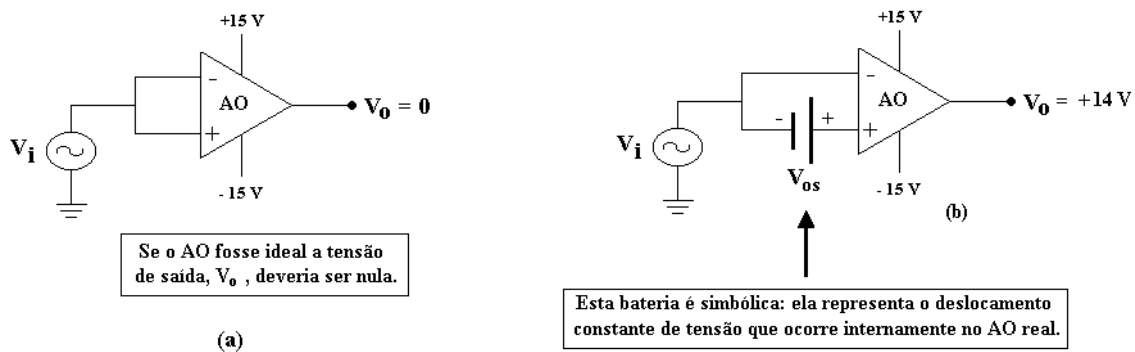 +15 V
-
AO
+
Vo = 0
Vi
- 15 V
Se o AO fosse ideal a tensão
de saída, Vo , deveria ser nula.
(a)
+15 V
-
AO
- +
+
Vo = +14 V
Vi
Vos
- 15 V
(b)
Esta bateria é simbólica: ela representa o deslocamento
constante de tensão que ocorre internamente no AO real.